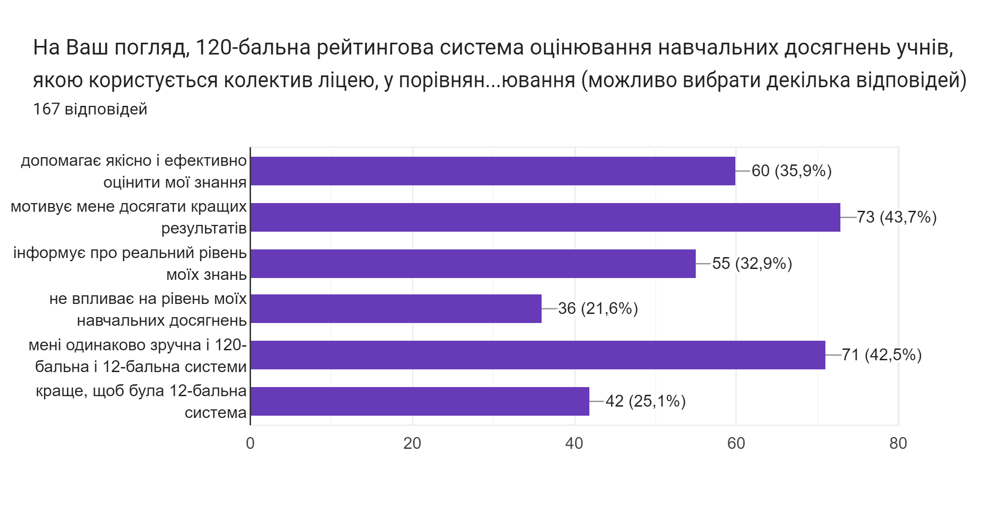 На Ваш погляд, 120-бальна рейтингова система оцінювання навчальних досягнень учнів,
якою користується колектив ліцею, у порівнян...ювання (можливо вибрати декілька відповідей)
167 відповідей
допомагає якісно і ефективно
оцінити мої знання
60 (35,9%)
мотивує мене досягати кращих
результатів
73 (43,7%)
інформує про реальний рівень
моїх знань
55 (32,9%)
не впливає на рівень моїх
навчальних досягнень
36 (21,6%)
мені одинаково зручна і 120-
бальна і 12-бальна системи
71 (42,5%)
краще, щоб була 12-бальна
система
42 (25,1%)
0 20 40 60 80